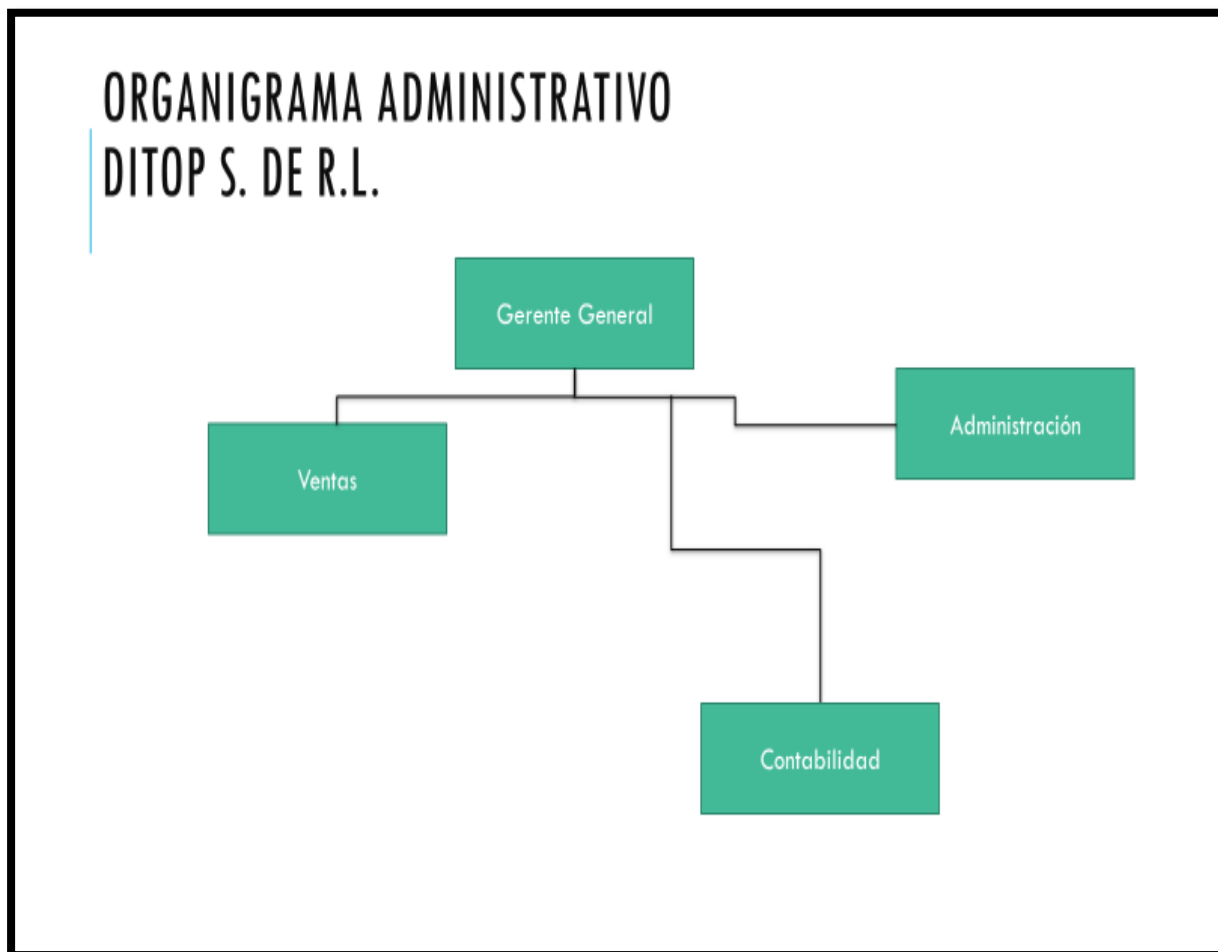 ORGANIGRAMA ADMINISTRATIVO
DITOP S. DE R.L.
Gerente General
Administración
Ventas
Contabilidad